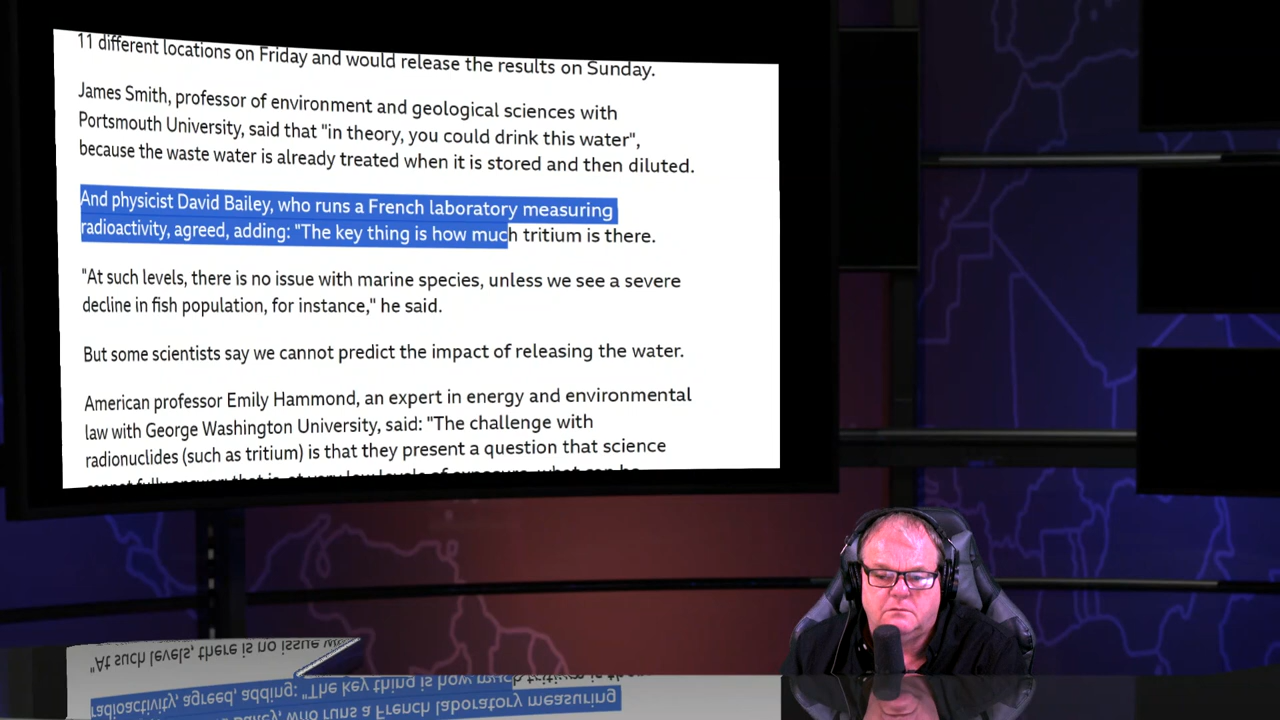 11 different locations on Friday and would release the results on Sunday.
James Smith, professor of environment and geological sciences with
Portsmouth University, said that "in theory, you could drink this water",
because the waste water is already treated when it is stored and then diluted.
And physicist David Bailey, who runs a French laboratory measuring
radioactivity, agreed, adding: "The key thing is how much tritium is there.
"At such levels, there is no issue with marine species, unless we see a severe
decline in fish population, for instance," he said.
But some scientists say we cannot predict the impact of releasing the water.
American professor Emily Hammond, an expert in energy and environmental
law with George Washington University, said: "The challenge with
radionuclides (such as tritium) is that they present a question that science